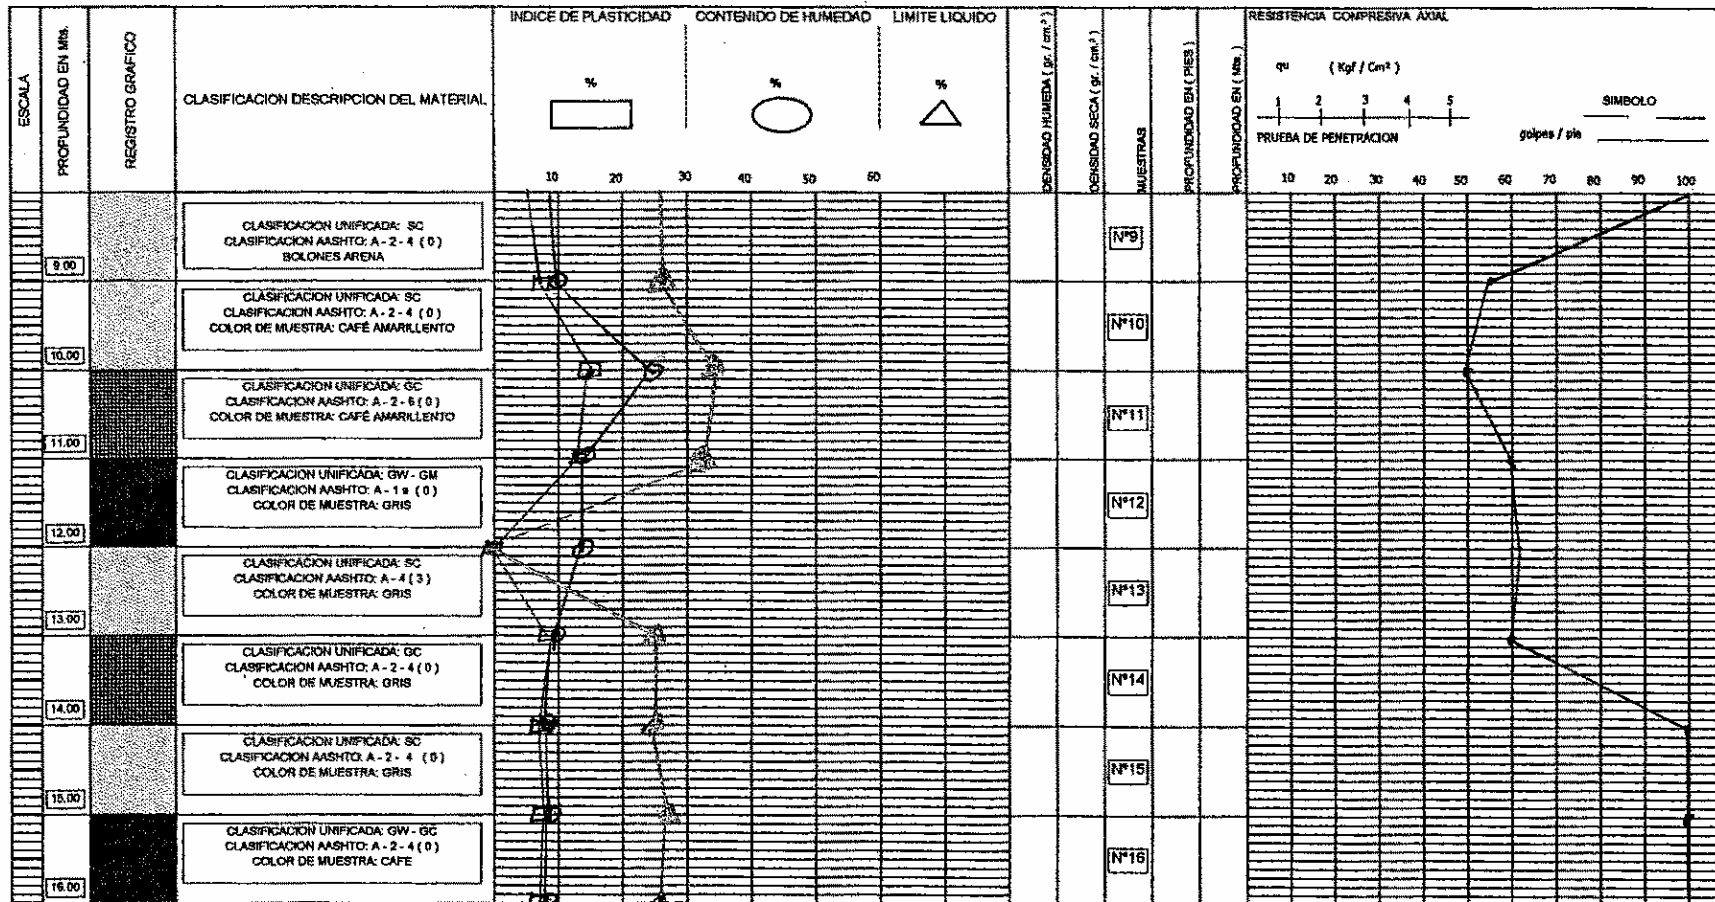 INDICE DE PLASTICIDAD
CONTENIDO DE HUMEDAD
LIMITE LIQUIDO
RESISTENCIA COMPRESIVA AXIAL
ESCALA
PROFUNDIDAD EN Mts.
REGISTRO GRAFICO
CLASIFICACION DESCRIPCION DEL MATERIAL
%
%
%
DENSIDAD HUMEDA ( gr. / cm.³ )
DENSIDAD SECA ( gr. / cm.³ )
MUESTRAS
PROFUNDIDAD EN ( PIES )
PROFUNDIDAD EN ( Mts. )
qu ( Kgf / Cm² )
1 2 3 4 5
SIMBOLO
PRUEBA DE PENETRACION
golpes / pie
10 20 30 40 50 60
10 20 30 40 50 60 70 80 90 100
CLASIFICACION UNIFICADA: SC
CLASIFICACION AASHTO: A - 2 - 4 ( 0 )
BOLONES ARENA
9.00
N°9
CLASIFICACION UNIFICADA: SC
CLASIFICACION AASHTO: A - 2 - 4 ( 0 )
COLOR DE MUESTRA: CAFÉ AMARILLENTO
10.00
N°10
CLASIFICACION UNIFICADA: GC
CLASIFICACION AASHTO: A - 2 - 6 ( 0 )
COLOR DE MUESTRA: CAFÉ AMARILLENTO
11.00
N°11
CLASIFICACION UNIFICADA: GW - GM
CLASIFICACION AASHTO: A - 1 a ( 0 )
COLOR DE MUESTRA: GRIS
12.00
N°12
CLASIFICACION UNIFICADA: SC
CLASIFICACION AASHTO: A - 4 ( 3 )
COLOR DE MUESTRA: GRIS
13.00
N°13
CLASIFICACION UNIFICADA: GC
CLASIFICACION AASHTO: A - 2 - 4 ( 0 )
COLOR DE MUESTRA: GRIS
14.00
N°14
CLASIFICACION UNIFICADA: SC
CLASIFICACION AASHTO: A - 2 - 4 ( 0 )
COLOR DE MUESTRA: GRIS
15.00
N°15
CLASIFICACION UNIFICADA: GW - GC
CLASIFICACION AASHTO: A - 2 - 4 ( 0 )
COLOR DE MUESTRA: CAFE
16.00
N°16